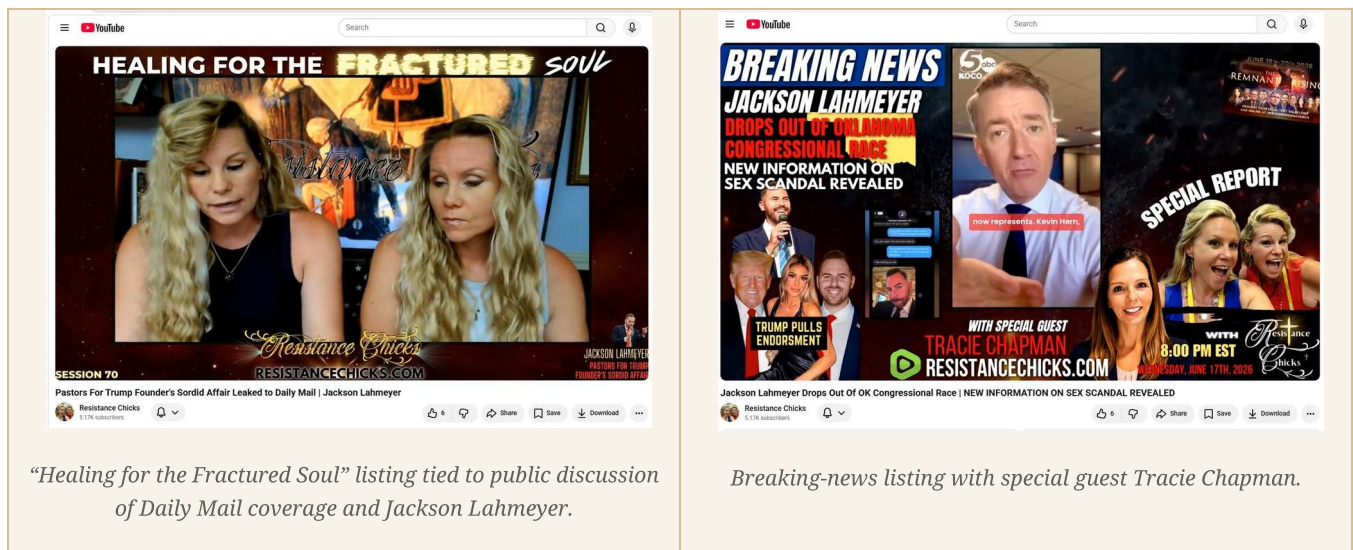 YouTube
Search
HEALING FOR THE FRACTURED SOUL
Resistance
Resistance Chicks
RESISTANCECHICKS.COM
SESSION 70
JACKSON LAHMEYER
PASTORS FOR TRUMP
FOUNDER'S SORDID AFFAIR
Pastors For Trump Founder's Sordid Affair Leaked to Daily Mail | Jackson Lahmeyer
Resistance Chicks
5.17K subscribers
6
Share
Save
Download
“Healing for the Fractured Soul” listing tied to public discussion
of Daily Mail coverage and Jackson Lahmeyer.
YouTube
Search
BREAKING NEWS
JACKSON LAHMEYER
DROPS OUT OF OKLAHOMA
CONGRESSIONAL RACE
NEW INFORMATION ON
SEX SCANDAL REVEALED
5 abc
KOCO
now represents: Kevin Hern,
THE
REMNANT RISING
SPECIAL REPORT
TRUMP PULLS
ENDORSMENT
WITH SPECIAL GUEST
TRACIE CHAPMAN
RESISTANCECHICKS.COM
WITH
Resistance
Chicks
8:00 PM EST
WEDNESDAY, JUNE 17TH, 2026
Jackson Lahmeyer Drops Out Of OK Congressional Race | NEW INFORMATION ON SEX SCANDAL REVEALED
Resistance Chicks
5.17K subscribers
6
Share
Save
Download
Breaking-news listing with special guest Tracie Chapman.